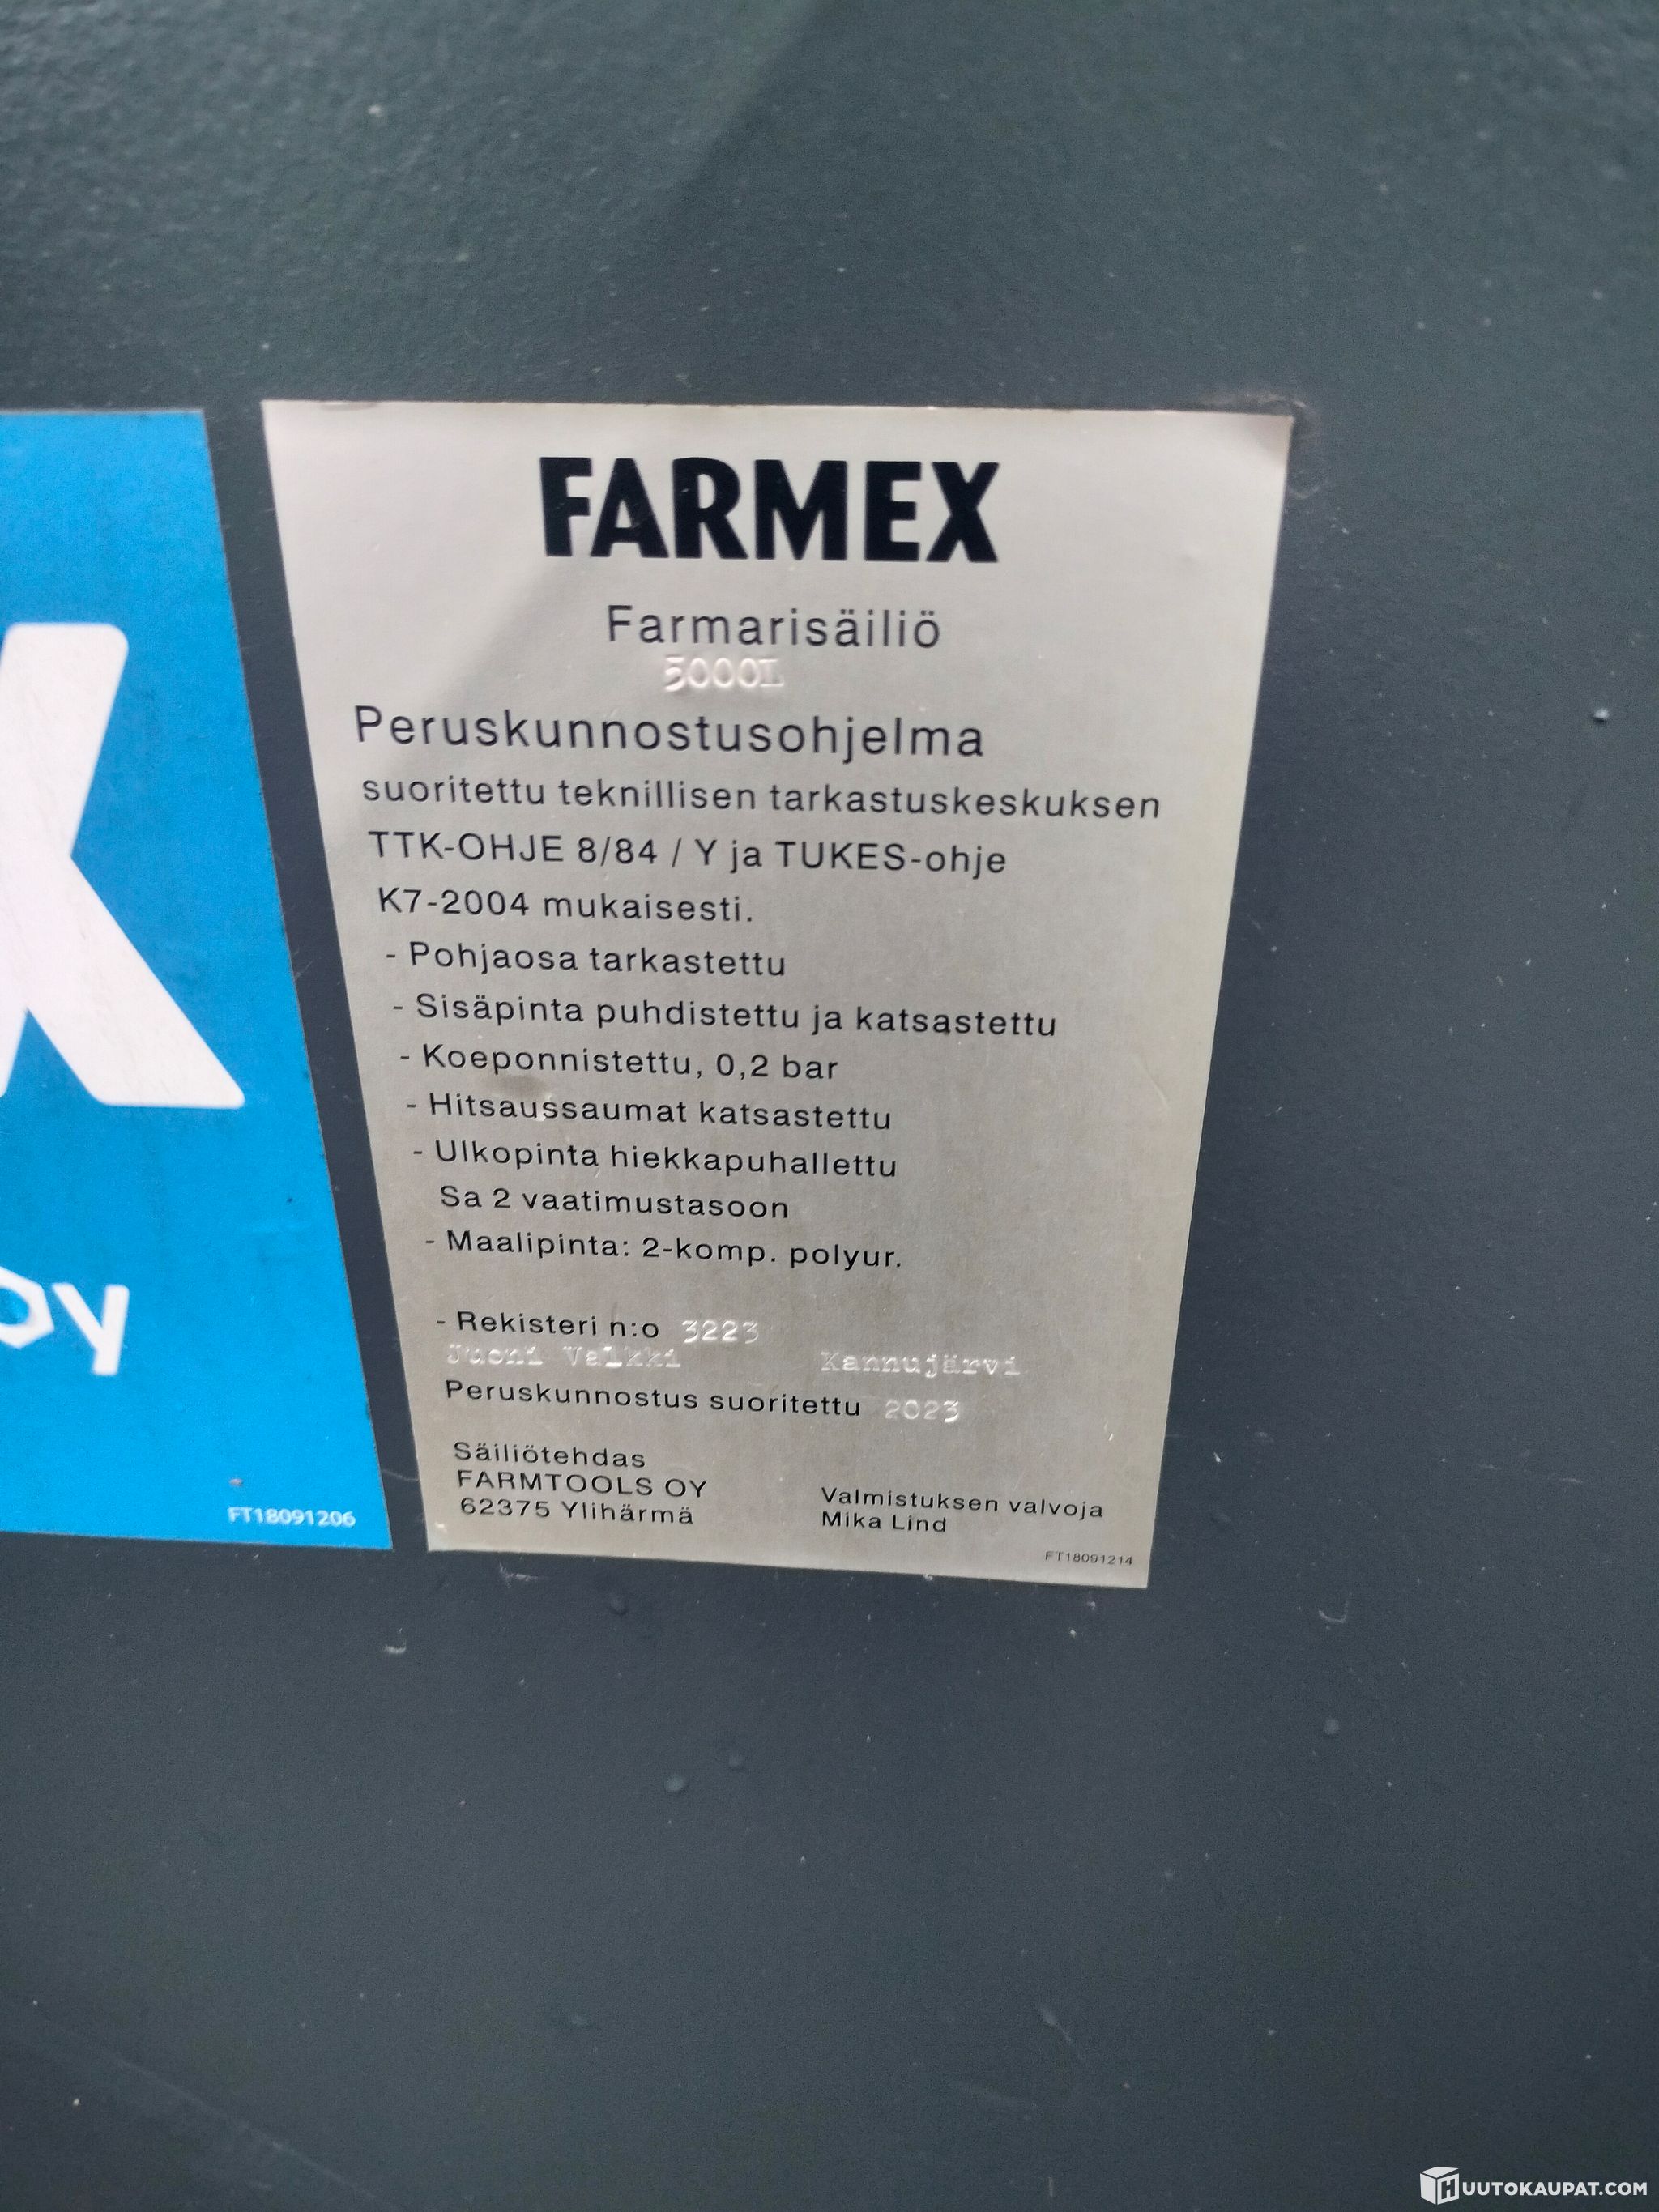 FARMEX
Farmarisäiliö
5000L
Peruskunnostusohjelma
suoritettu teknillisen tarkastuskeskuksen
TTK-OHJE 8/84 / Y ja TUKES-ohje
K7-2004 mukaisesti.
- Pohjaosa tarkastettu
- Sisäpinta puhdistettu ja katsastettu
- Koeponnistettu, 0,2 bar
- Hitsaussaumat katsastettu
- Ulkopinta hiekkapuhallettu
Sa 2 vaatimustasoon
- Maalipinta: 2-komp. polyur.
- Rekisteri n:o 3223
Juoni Valkki Kannujärvi
Peruskunnostus suoritettu 2023
Säiliötehdas
FARMTOOLS OY
62375 Ylihärmä
Valmistuksen valvoja
Mika Lind
FT18091214
X
oy
FT18091206
HUUTOKAUPAT.COM